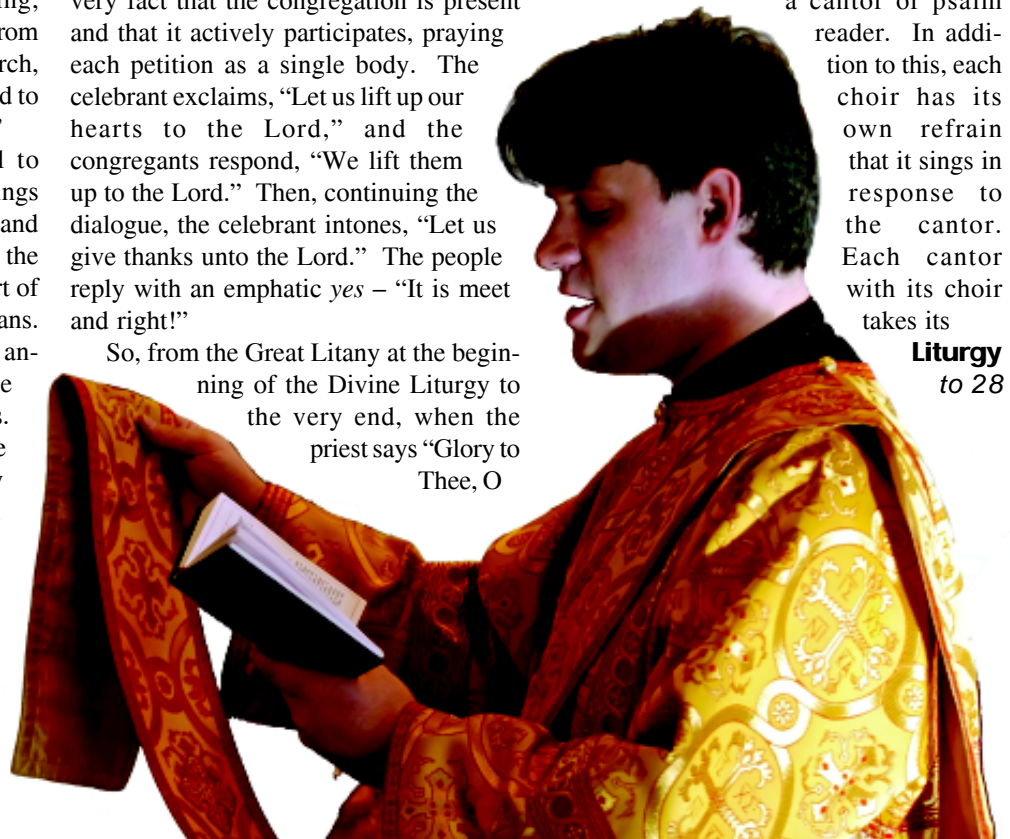 ing,
rom
rch,
d to
l to
ings
and
the
rt of
ans.
an-
e
s.
e
y
very fact that the congregation is present
and that it actively participates, praying
each petition as a single body. The
celebrant exclaims, “Let us lift up our
hearts to the Lord,” and the
congregants respond, “We lift them
up to the Lord.” Then, continuing the
dialogue, the celebrant intones, “Let us
give thanks unto the Lord.” The people
reply with an emphatic yes – “It is meet
and right!”
So, from the Great Litany at the begin-
ning of the Divine Liturgy to
the very end, when the
priest says “Glory to
Thee, O
a cantor or psalm
reader. In addi-
tion to this, each
choir has its
own refrain
that it sings in
response to
the cantor.
Each cantor
with its choir
takes its
Liturgy
to 28